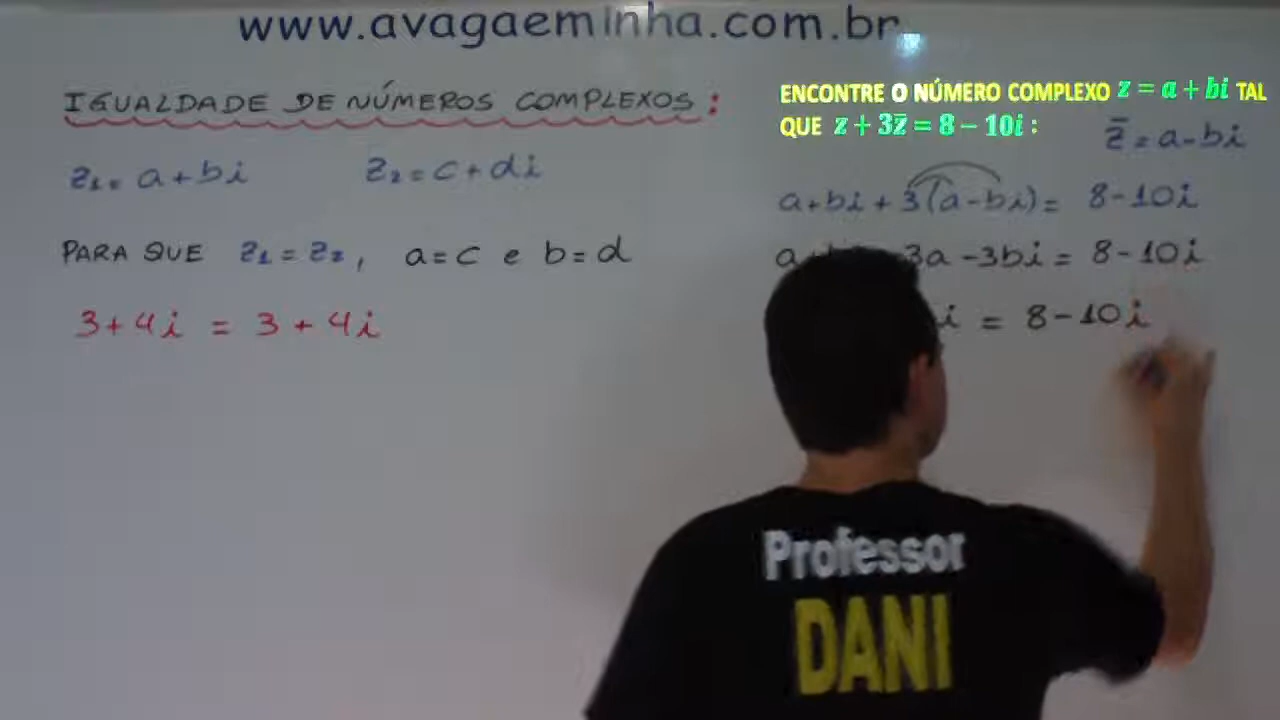 www.avagaeminha.com.br
IGUALDADE DE NÚMEROS COMPLEXOS:
z₁ = a + bi z₂ = c + di
PARA QUE z₁ = z₂, a = c e b = d
3 + 4i = 3 + 4i
ENCONTRE O NÚMERO COMPLEXO z = a + bi TAL
QUE z + 3z̄ = 8 − 10i :
z̄ = a - bi
a + bi + 3(a - bi) = 8 - 10i
a + 3a - 3bi = 8 - 10i
i = 8 - 10i
Professor
DANI